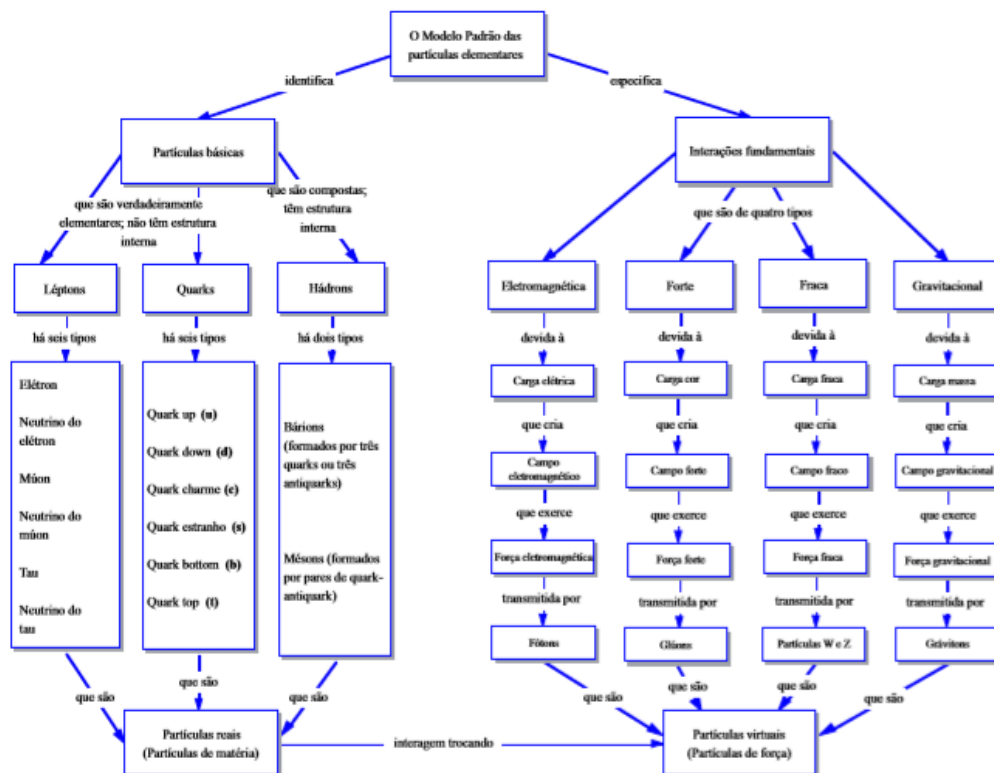 O Modelo Padrão das
partículas elementares
identifica
especifica
Partículas básicas
Interações fundamentais
que são verdadeiramente
elementares; não têm estrutura
interna
que são compostas;
têm estrutura
interna
que são de quatro tipos
Léptons
Quarks
Hádrons
Eletromagnética
Forte
Fraca
Gravitacional
há seis tipos
há seis tipos
há dois tipos
devida à
devida à
devida à
devida à
Elétron
Neutrino do
elétron
Múon
Neutrino do
múon
Tau
Neutrino do
tau
Quark up (u)
Quark down (d)
Quark charme (c)
Quark estranho (s)
Quark bottom (b)
Quark top (t)
Bárions
(formados por três
quarks ou três
antiquarks)
Mésons (formados
por pares de quark-
antiquark)
Carga elétrica
Carga cor
Carga fraca
Carga massa
que cria
que cria
que cria
que cria
Campo
eletromagnético
Campo forte
Campo fraco
Campo gravitacional
que exerce
que exerce
que exerce
que exerce
Força eletromagnética
Força forte
Força fraca
Força gravitacional
transmitida por
transmitida por
transmitida por
transmitida por
Fótons
Glúons
Partículas W e Z
Grávitons
que são
que são
que são
que são
que são
que são
que são
Partículas reais
(Partículas de matéria)
interagem trocando
Partículas virtuais
(Partículas de força)